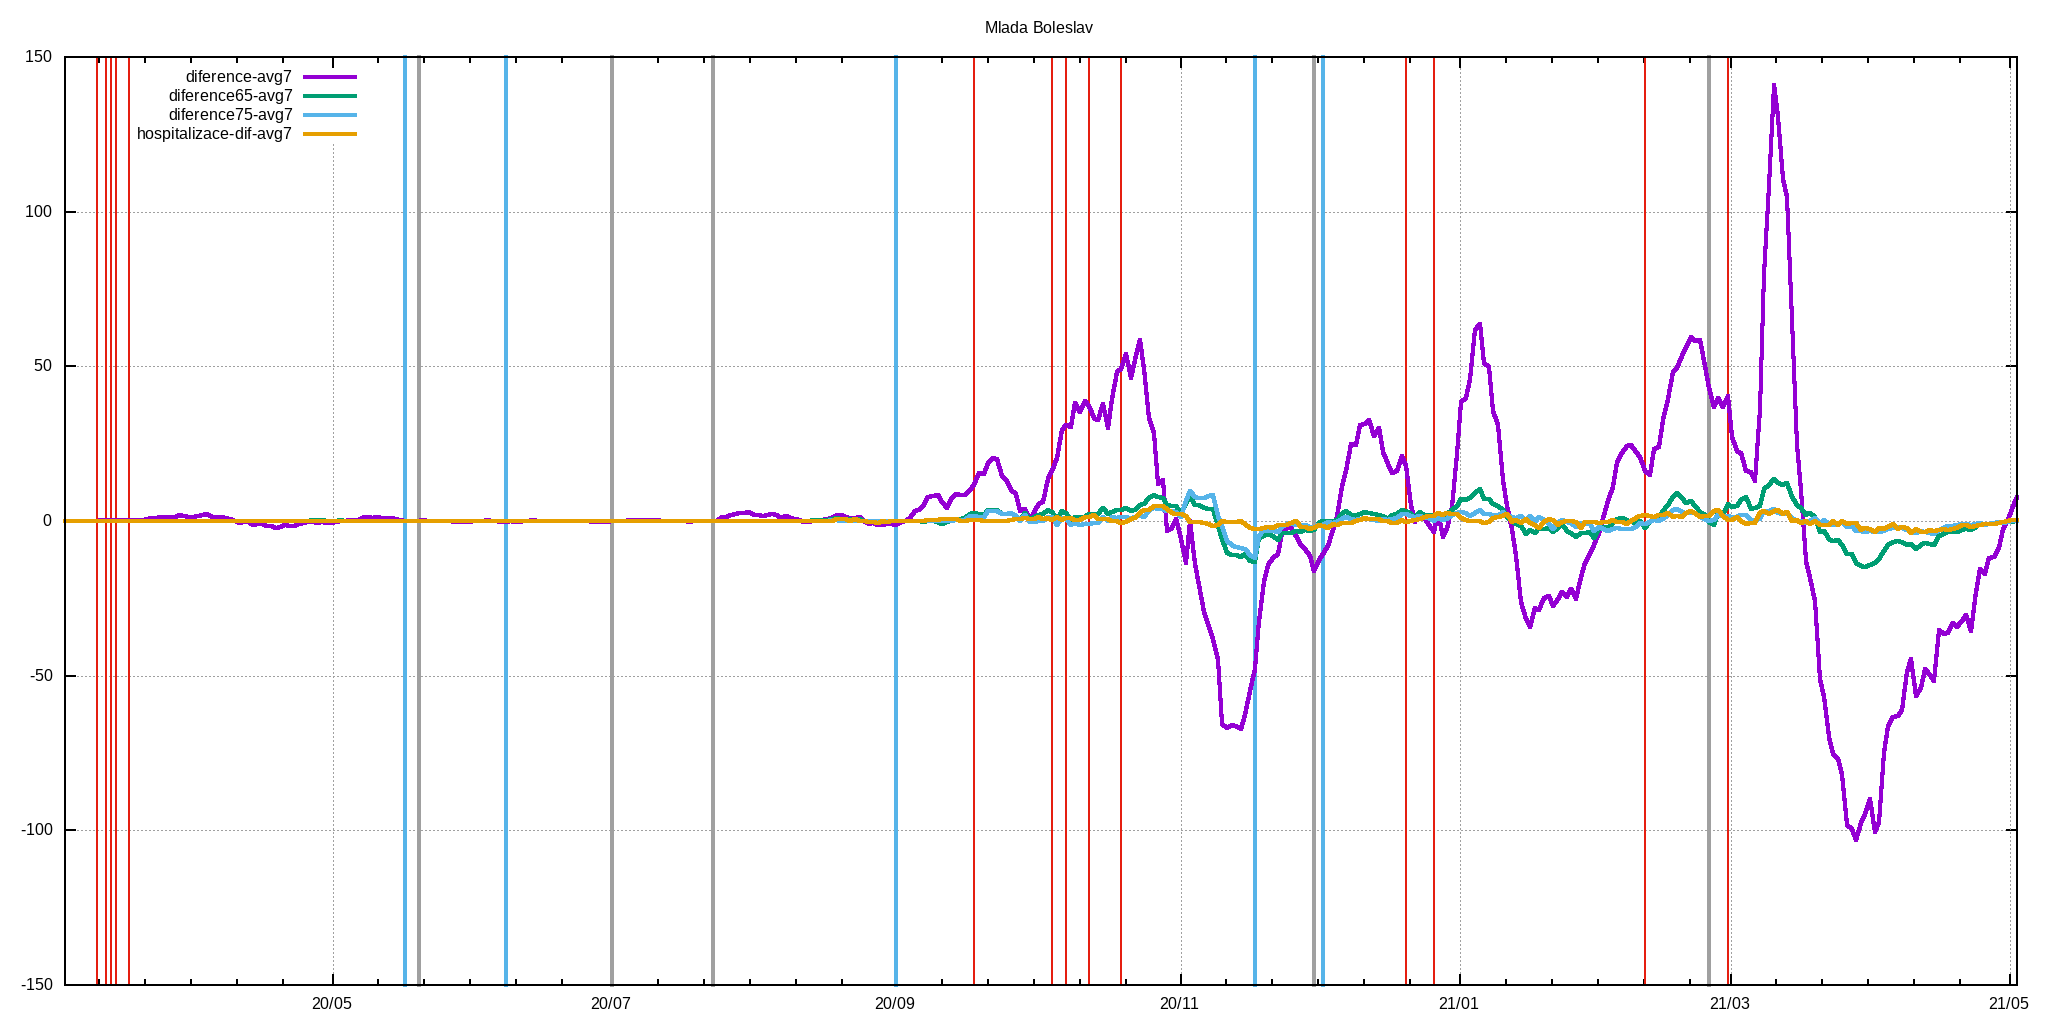 Mlada Boleslav
150
100
50
0
-50
-100
-150
diference-avg7
diference65-avg7
diference75-avg7
hospitalizace-dif-avg7
20/05 20/07 20/09 20/11 21/01 21/03 21/05